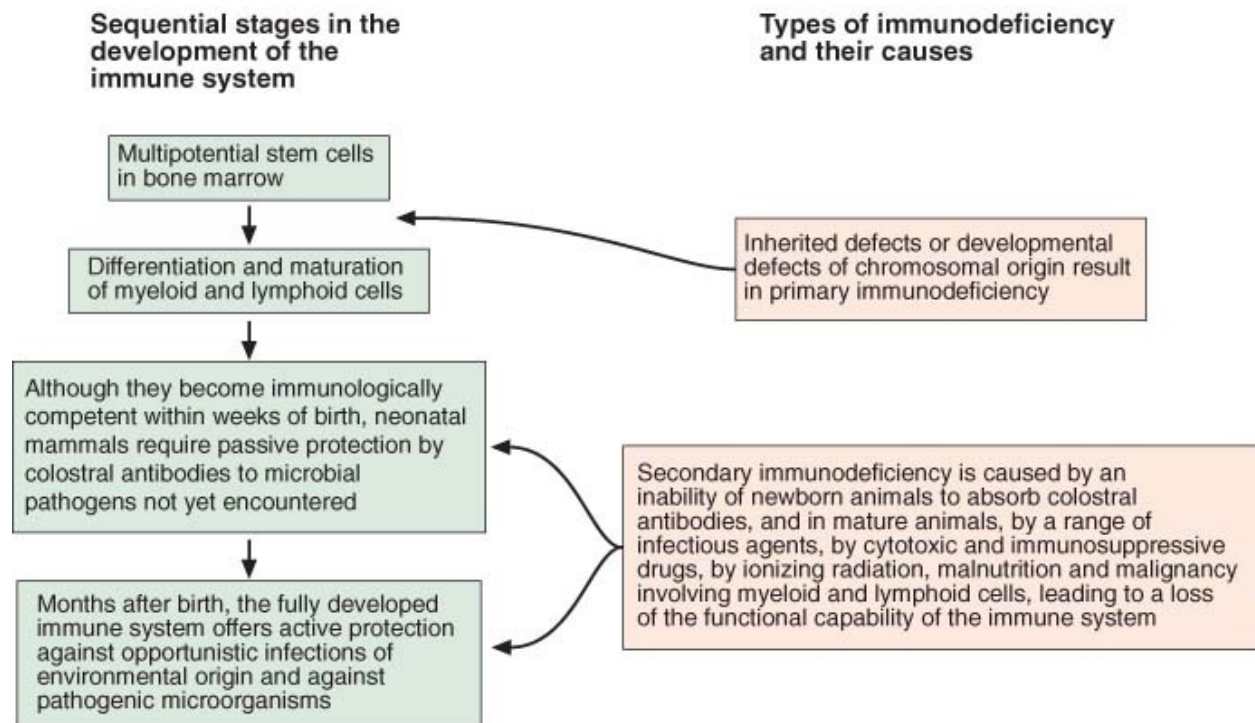 Sequential stages in the
development of the
immune system
Types of immunodeficiency
and their causes
Multipotential stem cells
in bone marrow
Differentiation and maturation
of myeloid and lymphoid cells
Inherited defects or developmental
defects of chromosomal origin result
in primary immunodeficiency
Although they become immunologically
competent within weeks of birth, neonatal
mammals require passive protection by
colostral antibodies to microbial
pathogens not yet encountered
Secondary immunodeficiency is caused by an
inability of newborn animals to absorb colostral
antibodies, and in mature animals, by a range of
infectious agents, by cytotoxic and immunosuppressive
drugs, by ionizing radiation, malnutrition and malignancy
involving myeloid and lymphoid cells, leading to a loss
of the functional capability of the immune system
Months after birth, the fully developed
immune system offers active protection
against opportunistic infections of
environmental origin and against
pathogenic microorganisms